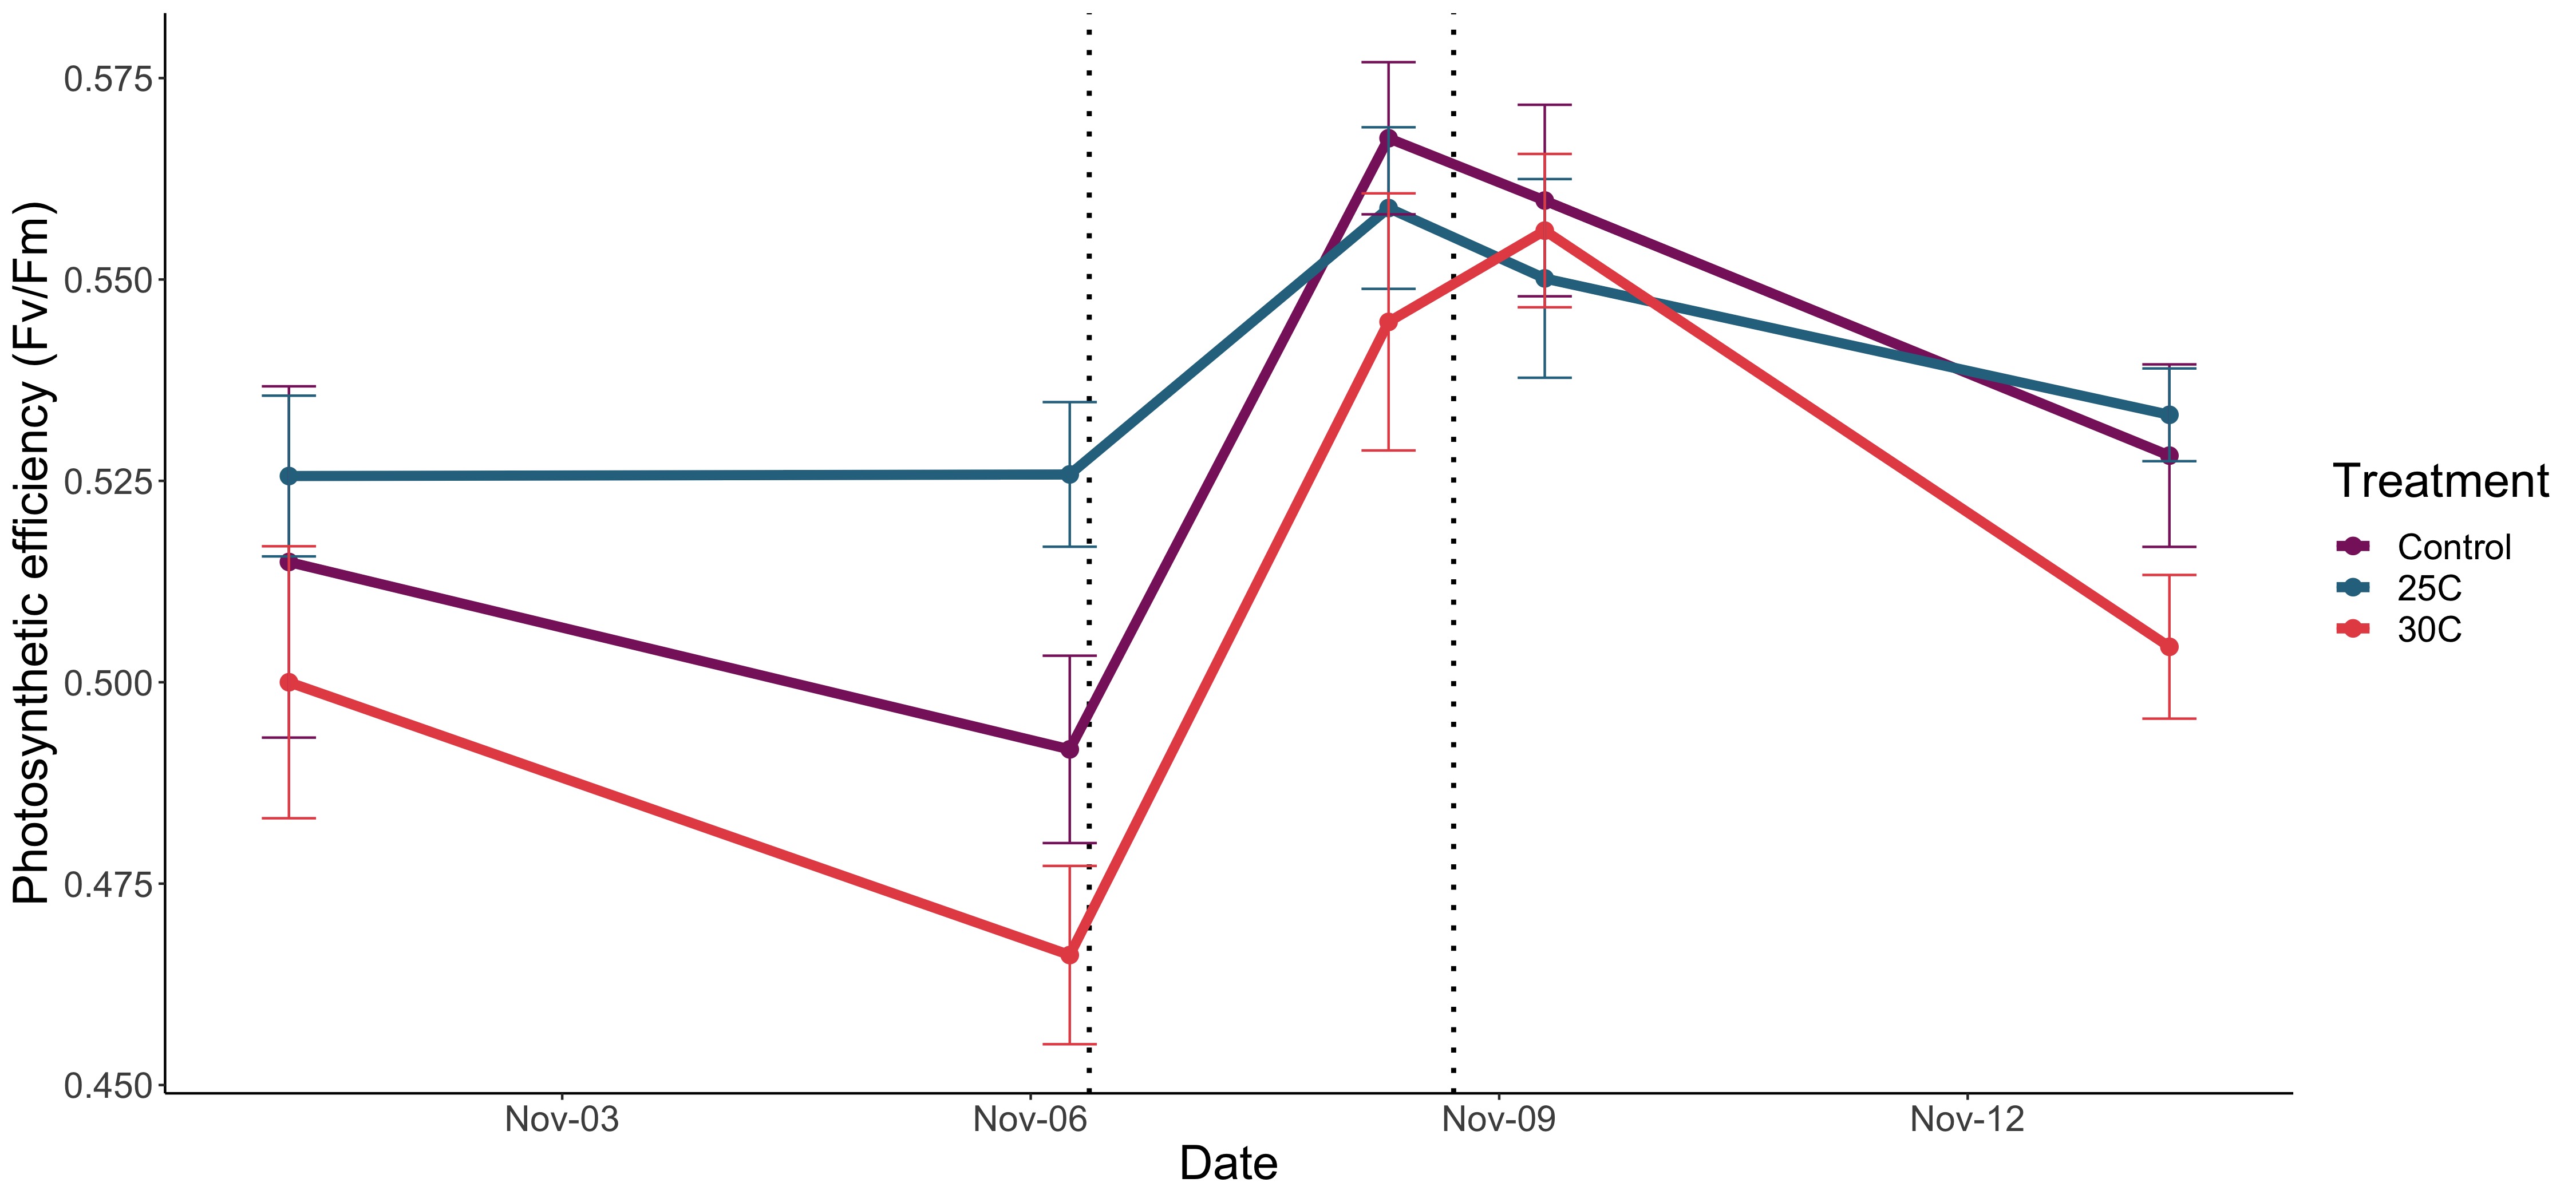 Photosynthetic efficiency (Fv/Fm)
0.575
0.550
0.525
0.500
0.475
0.450
Nov-03
Nov-06
Nov-09
Nov-12
Date
Treatment
Control
25C
30C